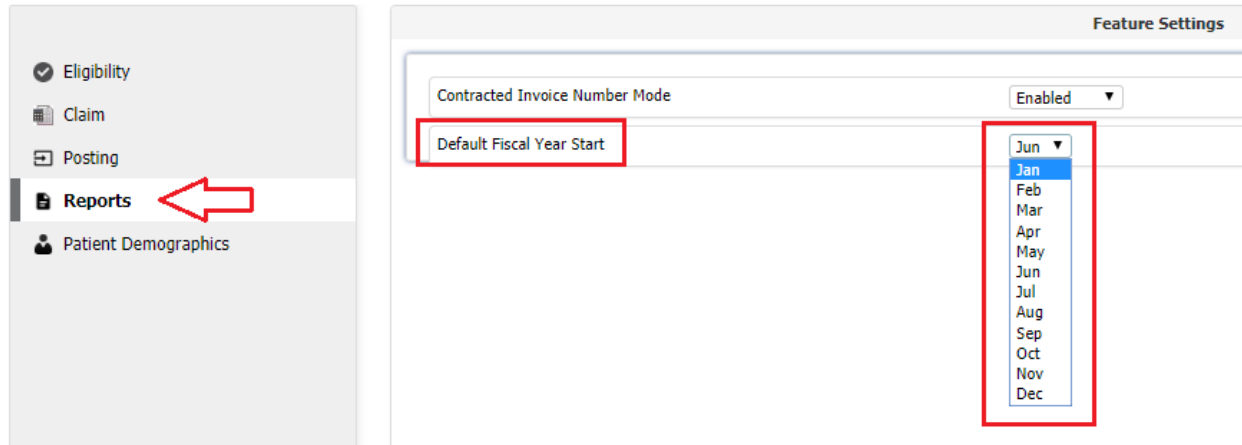 Feature Settings
Eligibility
Claim
Posting
Reports
Patient Demographics
Contracted Invoice Number Mode
Enabled
Default Fiscal Year Start
Jun
Jan
Feb
Mar
Apr
May
Jun
Jul
Aug
Sep
Oct
Nov
Dec